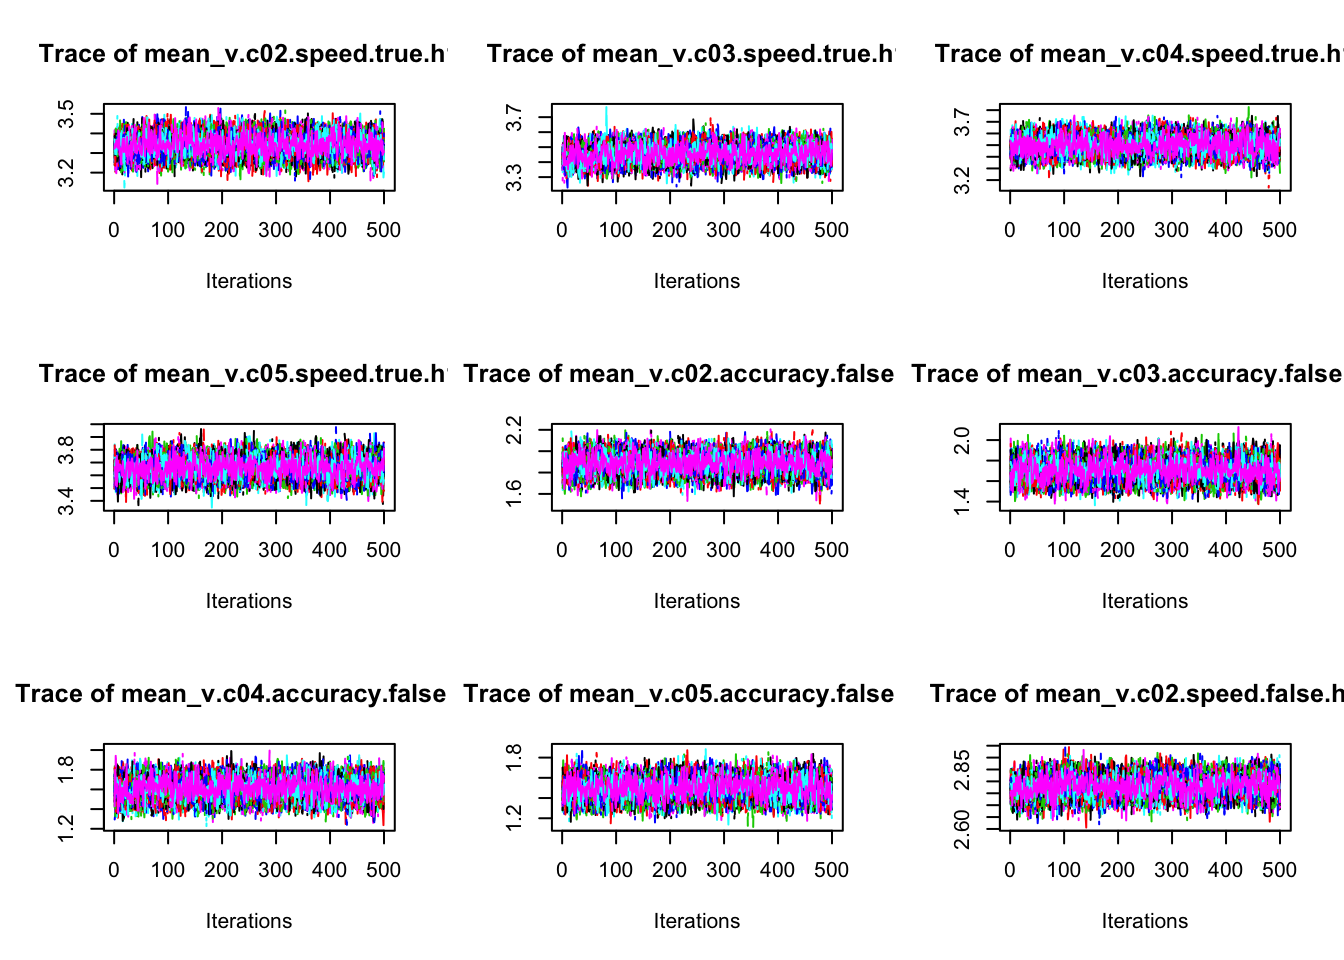 Trace of mean_v.c02.speed.true.h
3.2 3.5
0 100 200 300 400 500
Iterations
Trace of mean_v.c03.speed.true.h
3.3 3.7
0 100 200 300 400 500
Iterations
Trace of mean_v.c04.speed.true.h
3.2 3.7
0 100 200 300 400 500
Iterations
Trace of mean_v.c05.speed.true.h
3.4 3.8
0 100 200 300 400 500
Iterations
Trace of mean_v.c02.accuracy.false
1.6 2.2
0 100 200 300 400 500
Iterations
Trace of mean_v.c03.accuracy.false
1.4 2.0
0 100 200 300 400 500
Iterations
Trace of mean_v.c04.accuracy.false
1.2 1.8
0 100 200 300 400 500
Iterations
Trace of mean_v.c05.accuracy.false
1.2 1.8
0 100 200 300 400 500
Iterations
Trace of mean_v.c02.speed.false.h
2.60 2.85
0 100 200 300 400 500
Iterations